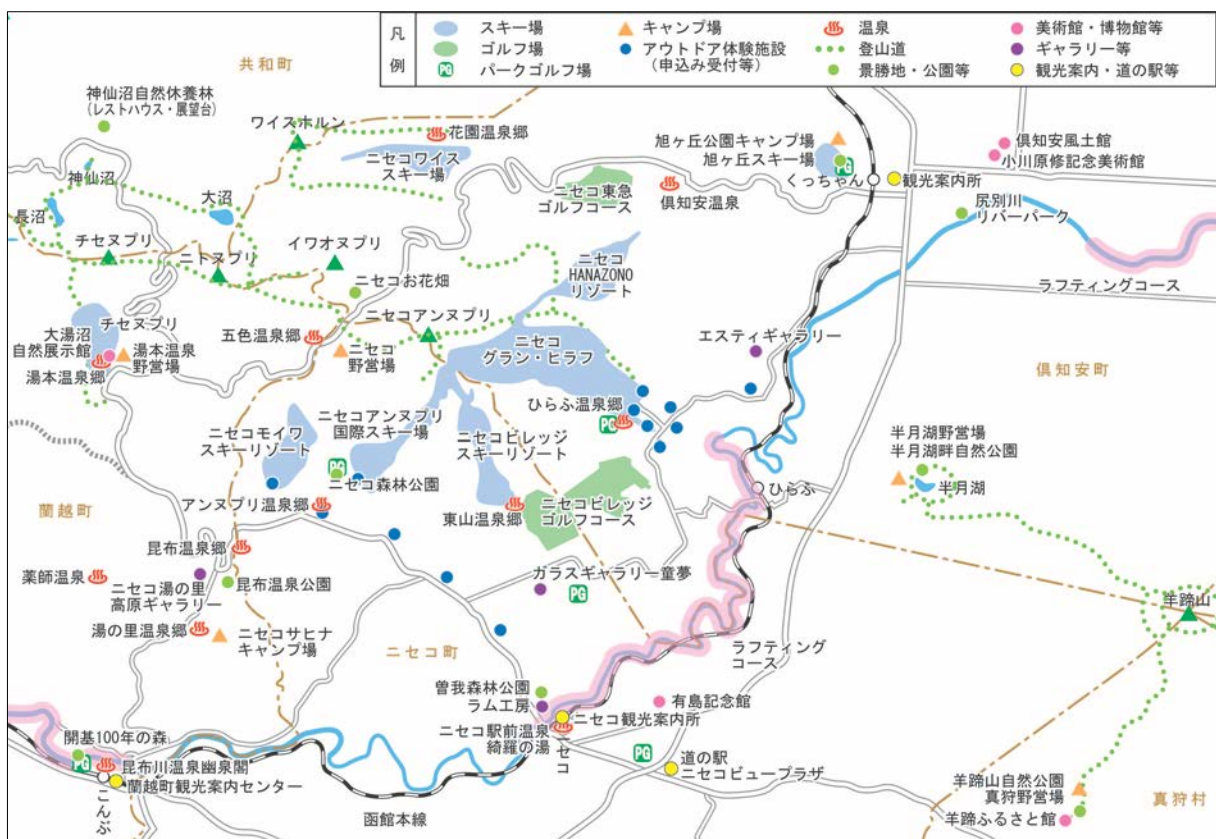 凡
例
スキー場
ゴルフ場
PG
パークゴルフ場
キャンプ場
アウトドア体験施設
(申込み受付等)
温泉
登山道
景勝地・公園等
美術館・博物館等
ギャラリー等
観光案内・道の駅等
共和町
神仙沼自然休養林
(レストハウス・展望台)
ワイスホルン
花園温泉郷
ニセコワイス
スキー場
旭ヶ丘公園キャンプ場
旭ヶ丘スキー場
PG
くっちゃん
観光案内所
倶知安風土館
小川原修記念美術館
神仙沼
大沼
長沼
ニセコ東急
ゴルフコース
倶知安温泉
尻別川
リバーパーク
チセヌプリ
ニトヌプリ
イワオヌプリ
ニセコお花畑
ニセコ
HANAZONO
リゾート
ラフティングコース
チセヌプリ
大湯沼
自然展示館
湯本温泉
野営場
湯本温泉郷
五色温泉郷
ニセコ
野営場
ニセコアンヌプリ
ニセコ
グラン・ヒラフ
エスティギャラリー
倶知安町
ひらふ温泉郷
PG
ニセコモイワ
スキーリゾート
ニセコアンヌプリ
国際スキー場
ニセコビレッジ
スキーリゾート
PG
ニセコ森林公園
半月湖野営場
半月湖畔自然公園
半月湖
ひらふ
蘭越町
アンヌプリ温泉郷
東山温泉郷
ニセコビレッジ
ゴルフコース
昆布温泉郷
薬師温泉
ニセコ湯の里
高原ギャラリー
昆布温泉公園
ガラスギャラリー童夢
PG
羊蹄山
湯の里温泉郷
ニセコサヒナ
キャンプ場
ニセコ町
ラフティング
コース
曽我森林公園
ラム工房
有島記念館
ニセコ観光案内所
ニセコ駅前温泉
綺羅の湯
ニセコ
開基100年の森
PG
昆布川温泉幽泉閣
蘭越町観光案内センター
こんぶ
函館本線
PG
道の駅
ニセコビュープラザ
羊蹄山自然公園
真狩野営場
羊蹄ふるさと館
真狩村